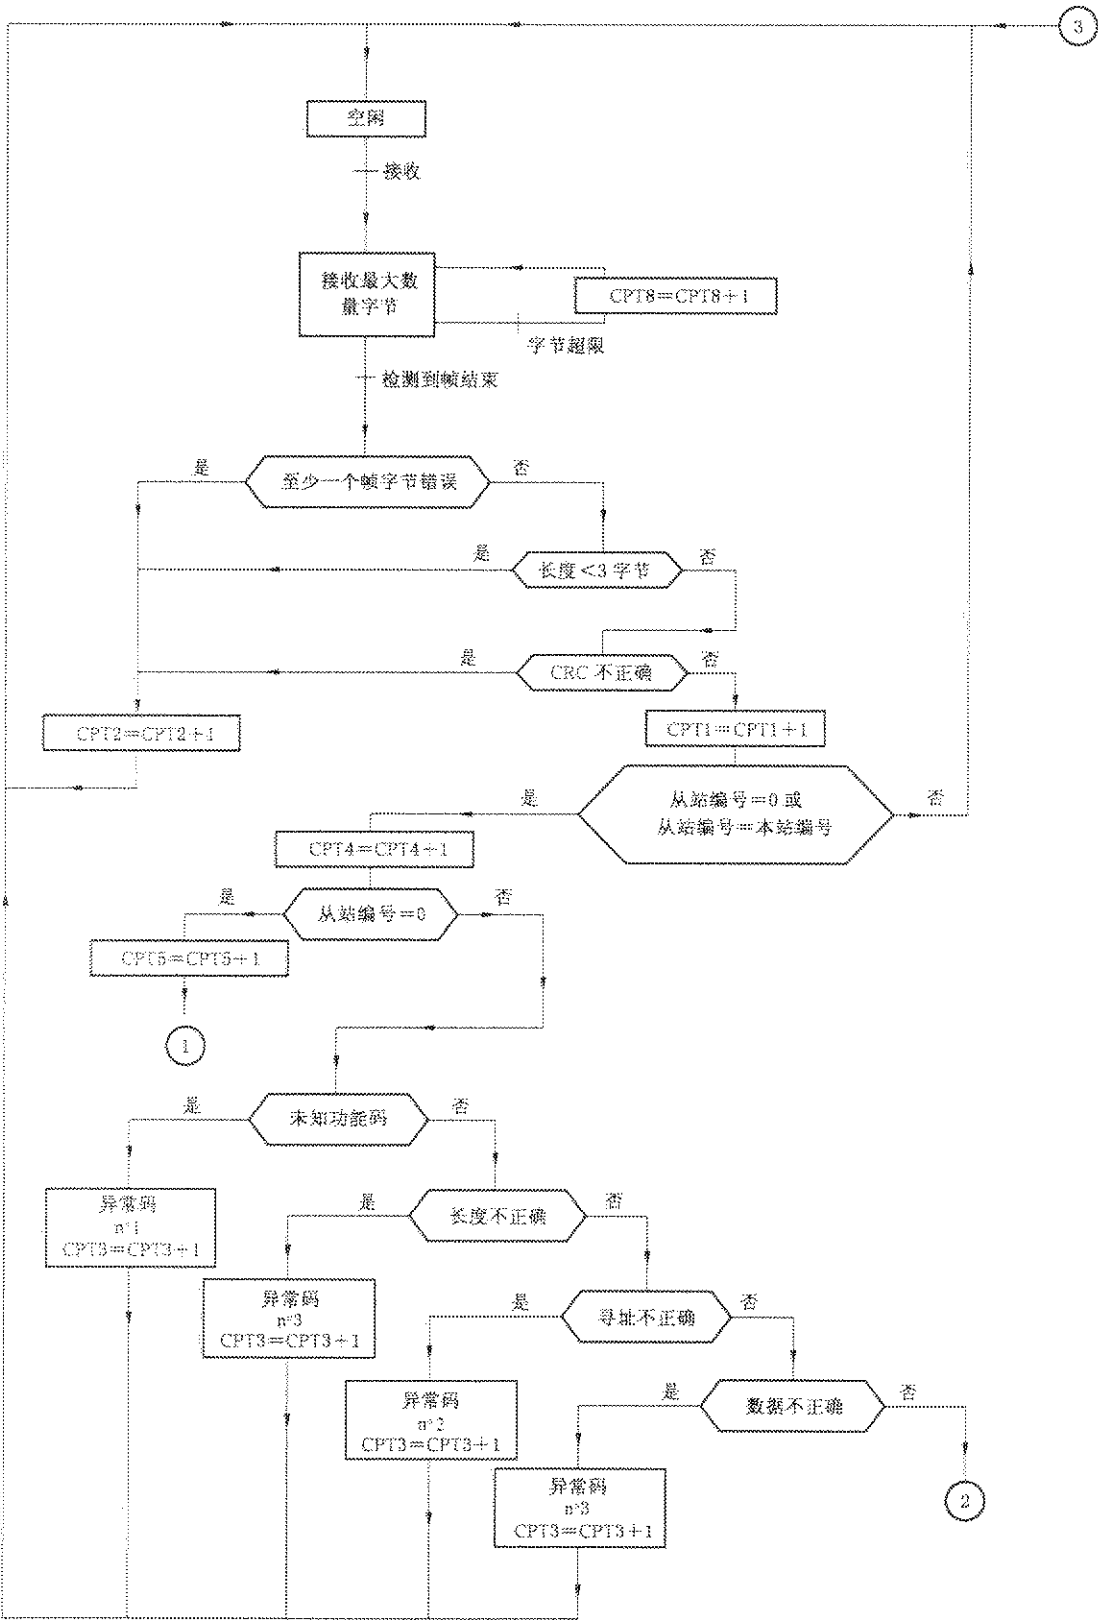 3
空闲
接收
接收最大数
量字节
CPT8=CPT8+1
字节超限
检测到帧结束
是
至少一个帧字节错误
否
是
长度<3 字节
否
是
CRC 不正确
否
CPT2=CPT2+1
CPT1=CPT1+1
是
从站编号=0 或
从站编号=本站编号
否
CPT4=CPT4+1
是
从站编号=0
否
CPT5=CPT5+1
1
是
未知功能码
否
异常码
n°1
CPT3=CPT3+1
是
长度不正确
否
异常码
n°3
CPT3=CPT3+1
是
寻址不正确
否
异常码
n°2
CPT3=CPT3+1
是
数据不正确
否
异常码
n°3
CPT3=CPT3+1
2